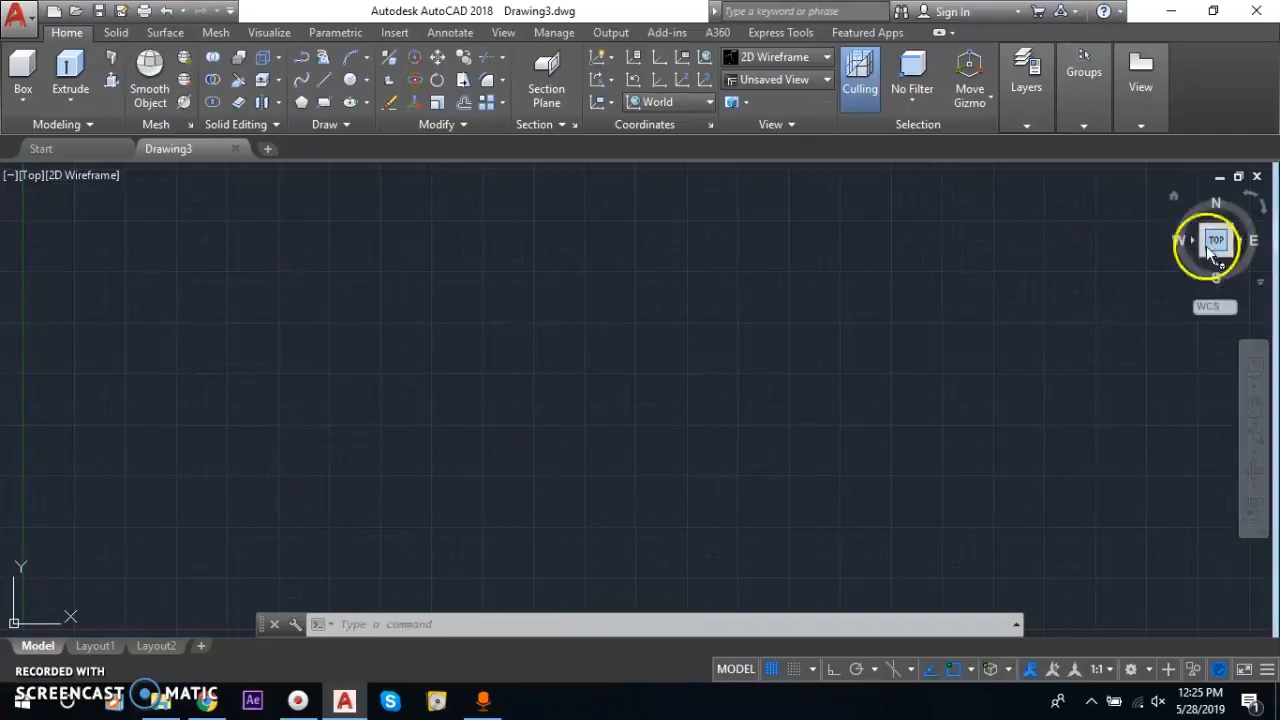 Autodesk AutoCAD 2018 Drawing3.dwg
Type a keyword or phrase
Sign In
Home Solid Surface Mesh Visualize Parametric Insert Annotate View Manage Output Add-ins A360 Express Tools Featured Apps
Box
Extrude
Smooth
Object
Section
Plane
World
2D Wireframe
Unsaved View
Culling
No Filter
Move
Gizmo
Layers
Groups
View
Modeling Mesh Solid Editing Draw Modify Section Coordinates View Selection
Start Drawing3
[−][Top][2D Wireframe]
N
W TOP E
S
WCS
Y
X
Type a command
Model Layout1 Layout2
MODEL 1:1
RECORDED WITH
SCREENCAST MATIC
Ae A S
12:25 PM
5/28/2019
1